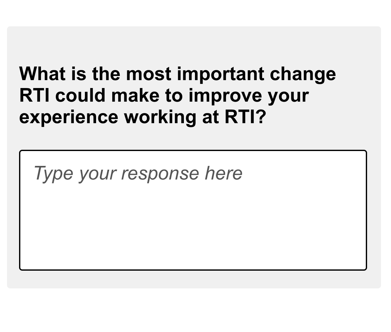 What is the most important change
RTI could make to improve your
experience working at RTI?
Type your response here